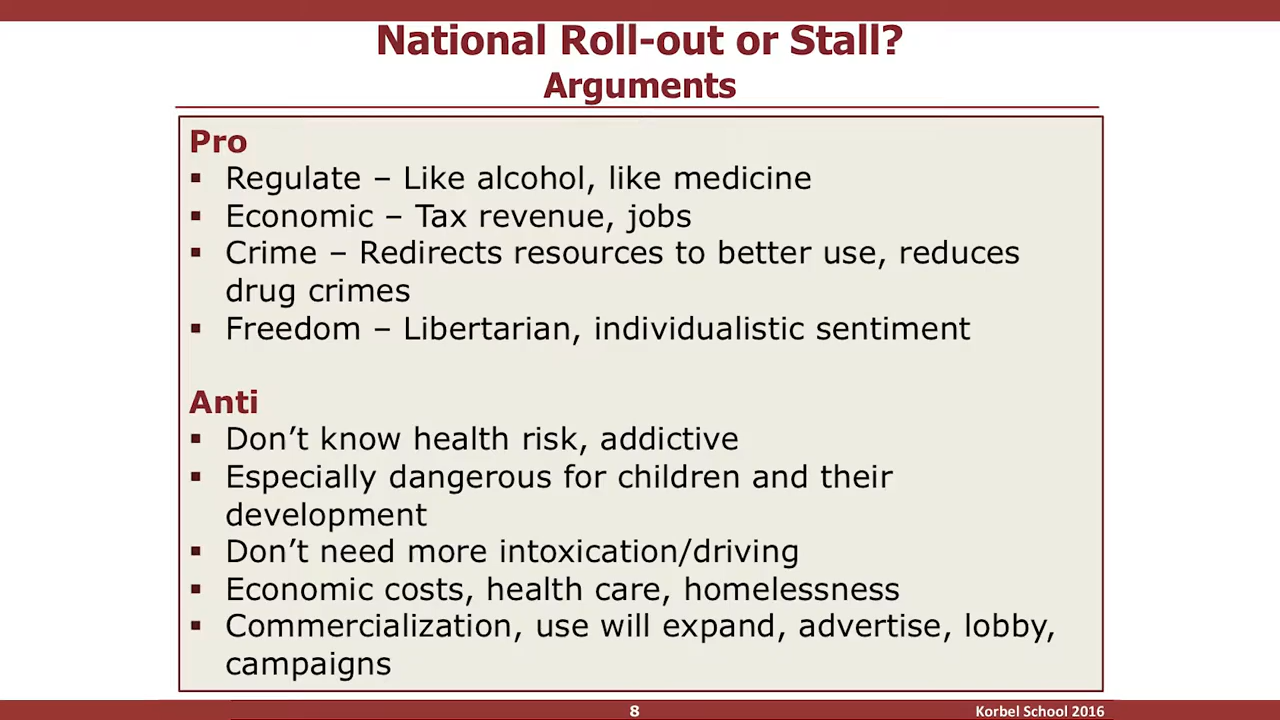 National Roll-out or Stall?
Arguments
Pro
▪ Regulate – Like alcohol, like medicine
▪ Economic – Tax revenue, jobs
▪ Crime – Redirects resources to better use, reduces
drug crimes
▪ Freedom – Libertarian, individualistic sentiment
Anti
▪ Don’t know health risk, addictive
▪ Especially dangerous for children and their
development
▪ Don’t need more intoxication/driving
▪ Economic costs, health care, homelessness
▪ Commercialization, use will expand, advertise, lobby,
campaigns
8
Korbel School 2016